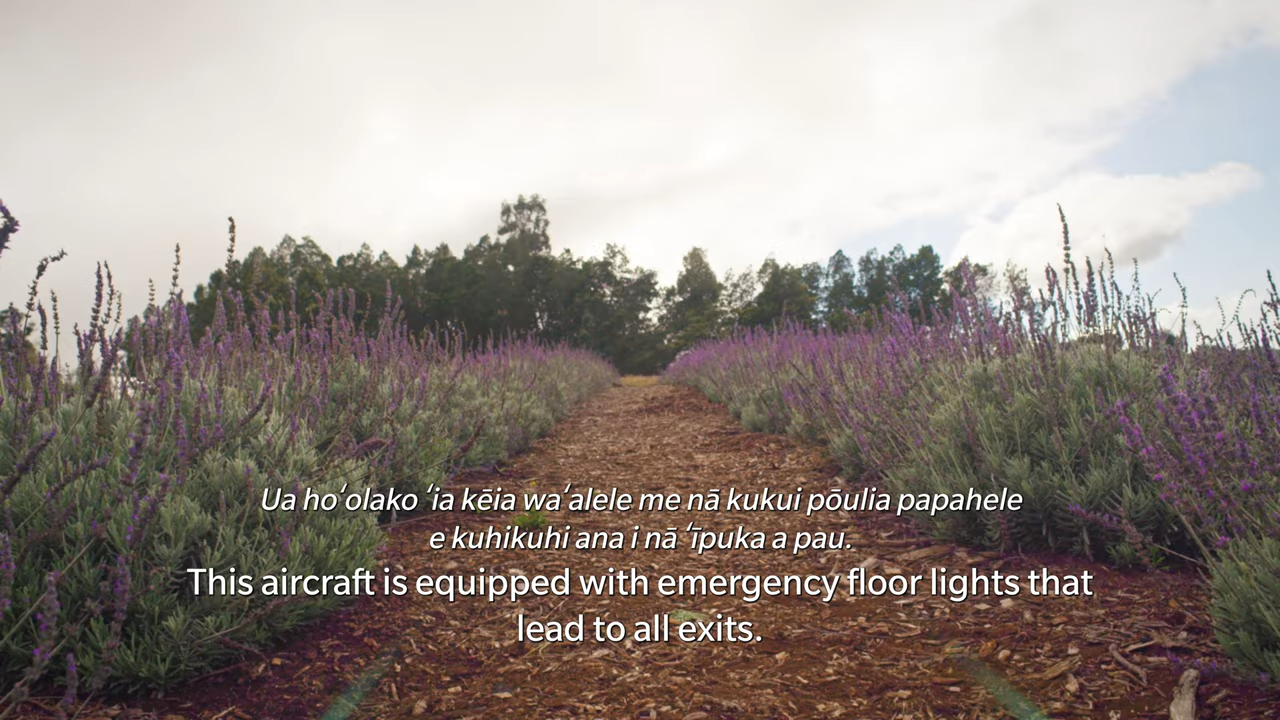 Ua hoʻolako ʻia kēia waʻalele me nā kukui pōulia papahele
e kuhikuhi ana i nā ʻīpuka a pau.
This aircraft is equipped with emergency floor lights that
lead to all exits.